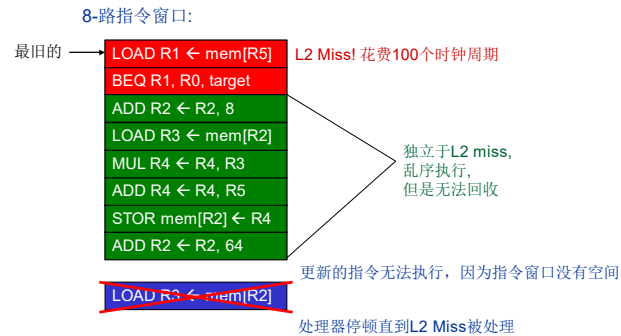 8-路指令窗口:
最旧的
LOAD R1 ← mem[R5]
L2 Miss! 花费100个时钟周期
BEQ R1, R0, target
ADD R2 ← R2, 8
LOAD R3 ← mem[R2]
MUL R4 ← R4, R3
ADD R4 ← R4, R5
STOR mem[R2] ← R4
ADD R2 ← R2, 64
独立于L2 miss,
乱序执行,
但是无法回收
更新的指令无法执行，因为指令窗口没有空间
LOAD R3 ← mem[R2]
处理器停顿直到L2 Miss被处理